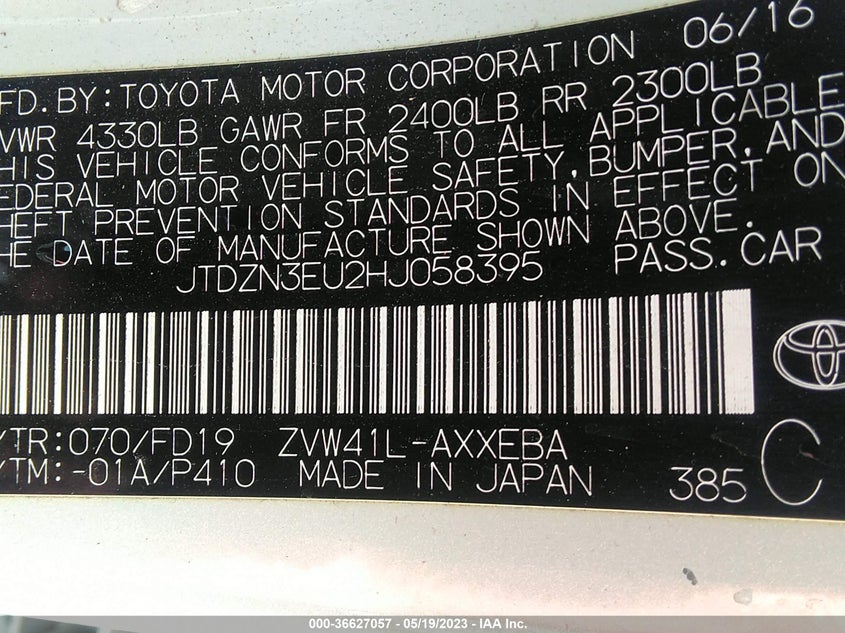 FD. BY: TOYOTA MOTOR CORPORATION 06/16
VWR 4330LB GAWR FR 2400LB RR 2300LB
HIS VEHICLE CONFORMS TO ALL APPLICABLE
EDERAL MOTOR VEHICLE SAFETY, BUMPER, AND
HEFT PREVENTION STANDARDS IN EFFECT ON
HE DATE OF MANUFACTURE SHOWN ABOVE.
JTDZN3EU2HJ058395 PASS. CAR
/TR: 070/FD19 ZVW41L-AXXEBA
/TM: -01A/P410 MADE IN JAPAN 385 C
000-36627057 - 05/19/2023 - IAA Inc.